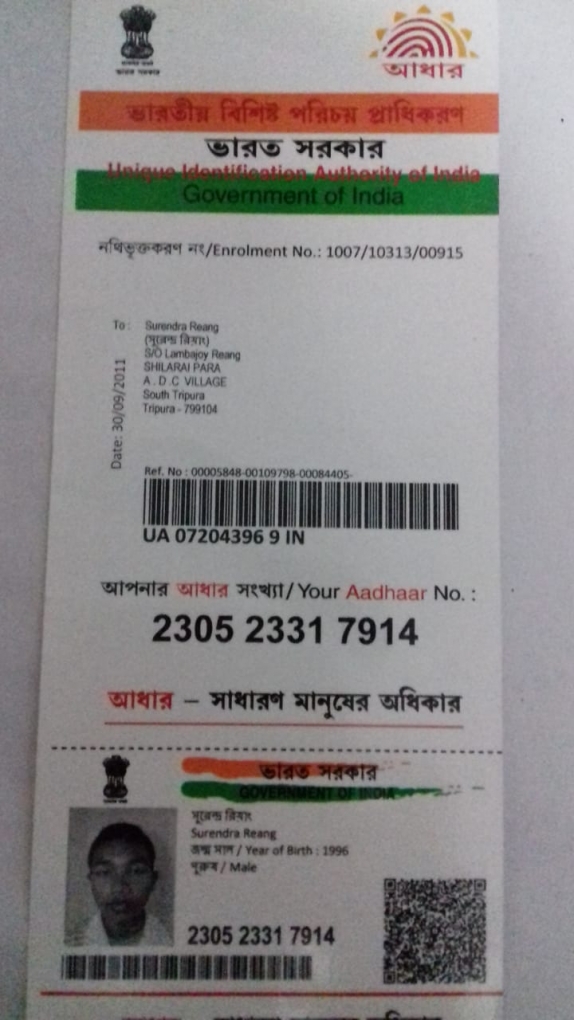 আধার
ভারতীয় বিশিষ্ট পরিচয় প্রাধিকরণ
ভারত সরকার
Unique Identification Authority of India
Government of India
নথিভূক্তকরণ নং/Enrolment No.: 1007/10313/00915
To:
Surendra Reang
(সুরেন্দ্র রিয়াং)
S/O Lambajoy Reang
SHILARAI PARA
A . D .C VILLAGE
South Tripura
Tripura - 799104
Date: 30/09/2011
Ref. No : 00005848-00109798-00084405-
UA 07204396 9 IN
আপনার আধার সংখ্যা/ Your Aadhaar No. :
2305 2331 7914
আধার – সাধারণ মানুষের অধিকার
ভারত সরকার
GOVERNMENT OF INDIA
সুরেন্দ্র রিয়াং
Surendra Reang
জন্ম সাল / Year of Birth : 1996
পুরুষ / Male
2305 2331 7914